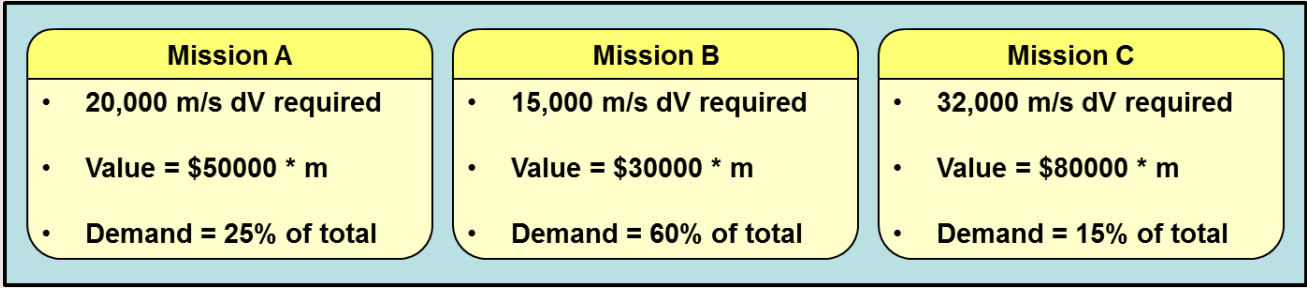 Mission A
• 20,000 m/s dV required
• Value = $50000 * m
• Demand = 25% of total
Mission B
• 15,000 m/s dV required
• Value = $30000 * m
• Demand = 60% of total
Mission C
• 32,000 m/s dV required
• Value = $80000 * m
• Demand = 15% of total